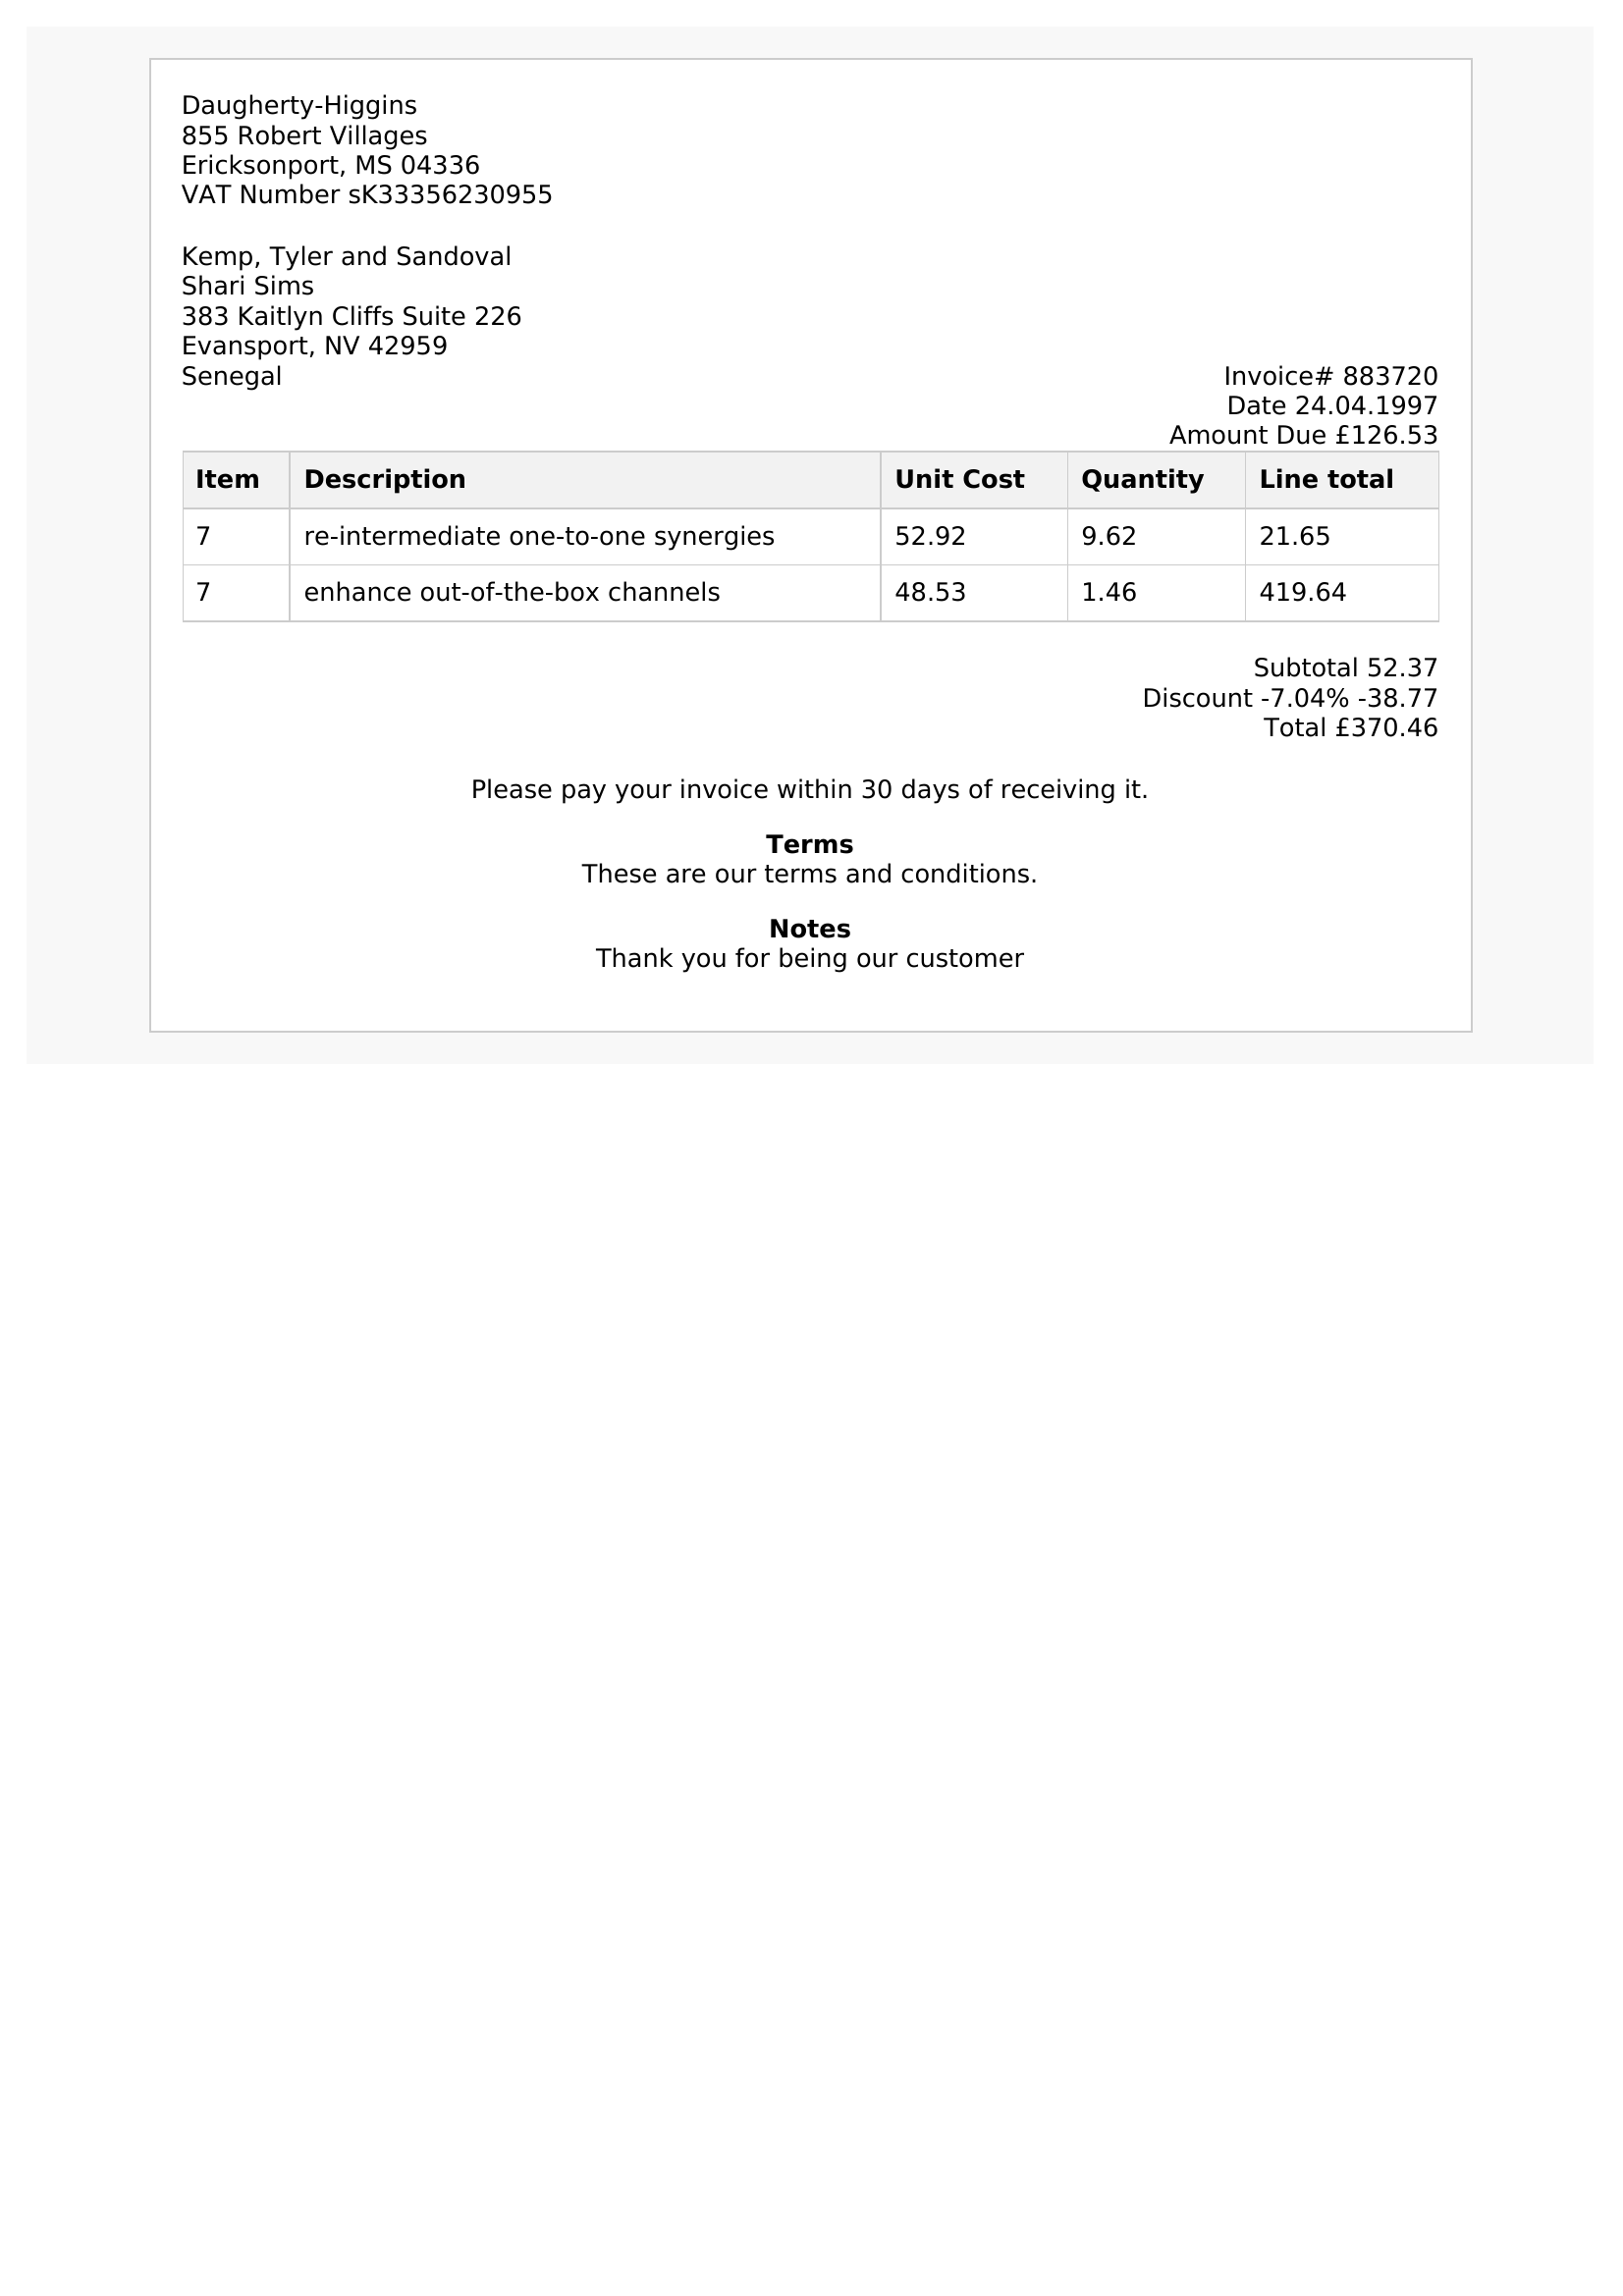 Daugherty-Higgins
855 Robert Villages
Ericksonport, MS 04336
VAT Number sK33356230955
Kemp, Tyler and Sandoval
Shari Sims
383 Kaitlyn Cliffs Suite 226
Evansport, NV 42959
Senegal
Invoice# 883720
Date 24.04.1997
Amount Due £126.53
Item Description Unit Cost Quantity Line total
7 re-intermediate one-to-one synergies 52.92 9.62 21.65
7 enhance out-of-the-box channels 48.53 1.46 419.64
Subtotal 52.37
Discount -7.04% -38.77
Total £370.46
Please pay your invoice within 30 days of receiving it.
Terms
These are our terms and conditions.
Notes
Thank you for being our customer